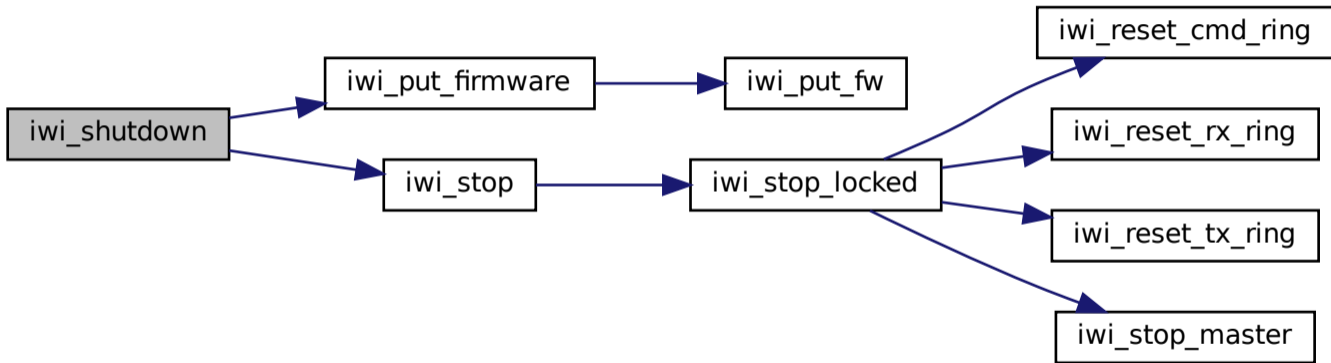 iwi_shutdown
iwi_put_firmware
iwi_put_fw
iwi_stop
iwi_stop_locked
iwi_reset_cmd_ring
iwi_reset_rx_ring
iwi_reset_tx_ring
iwi_stop_master